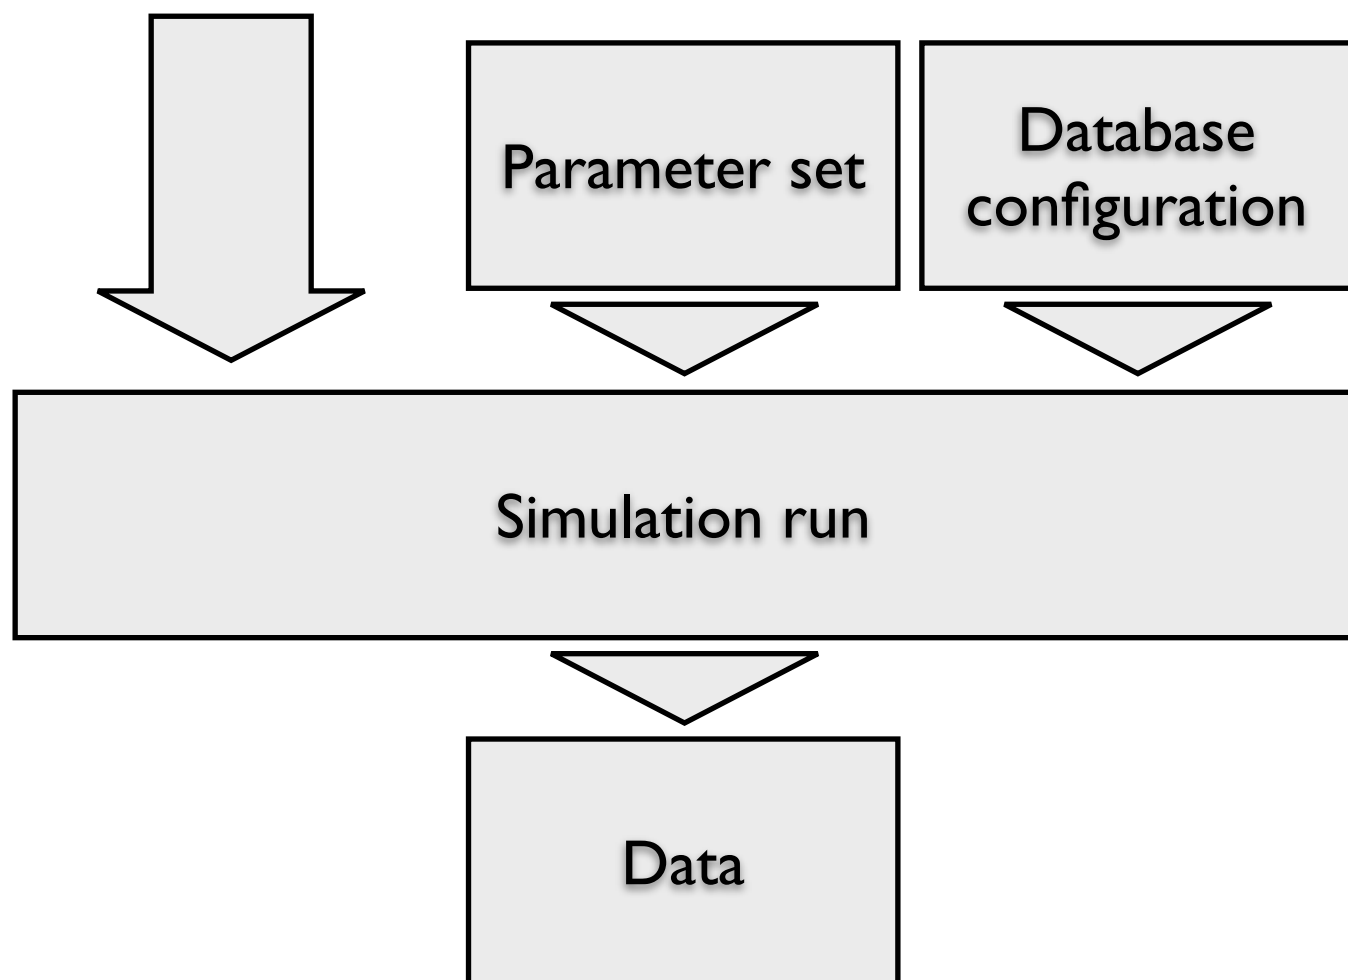 Parameter set
Database
configuration
Simulation run
Data